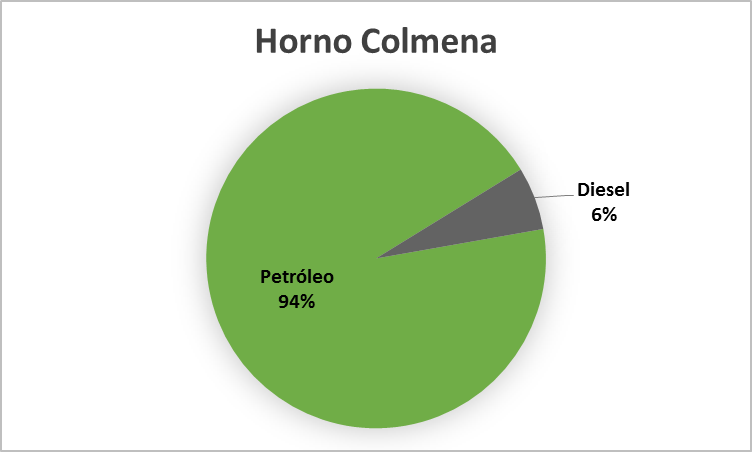 Horno Colmena
Diesel
6%
Petróleo
94%